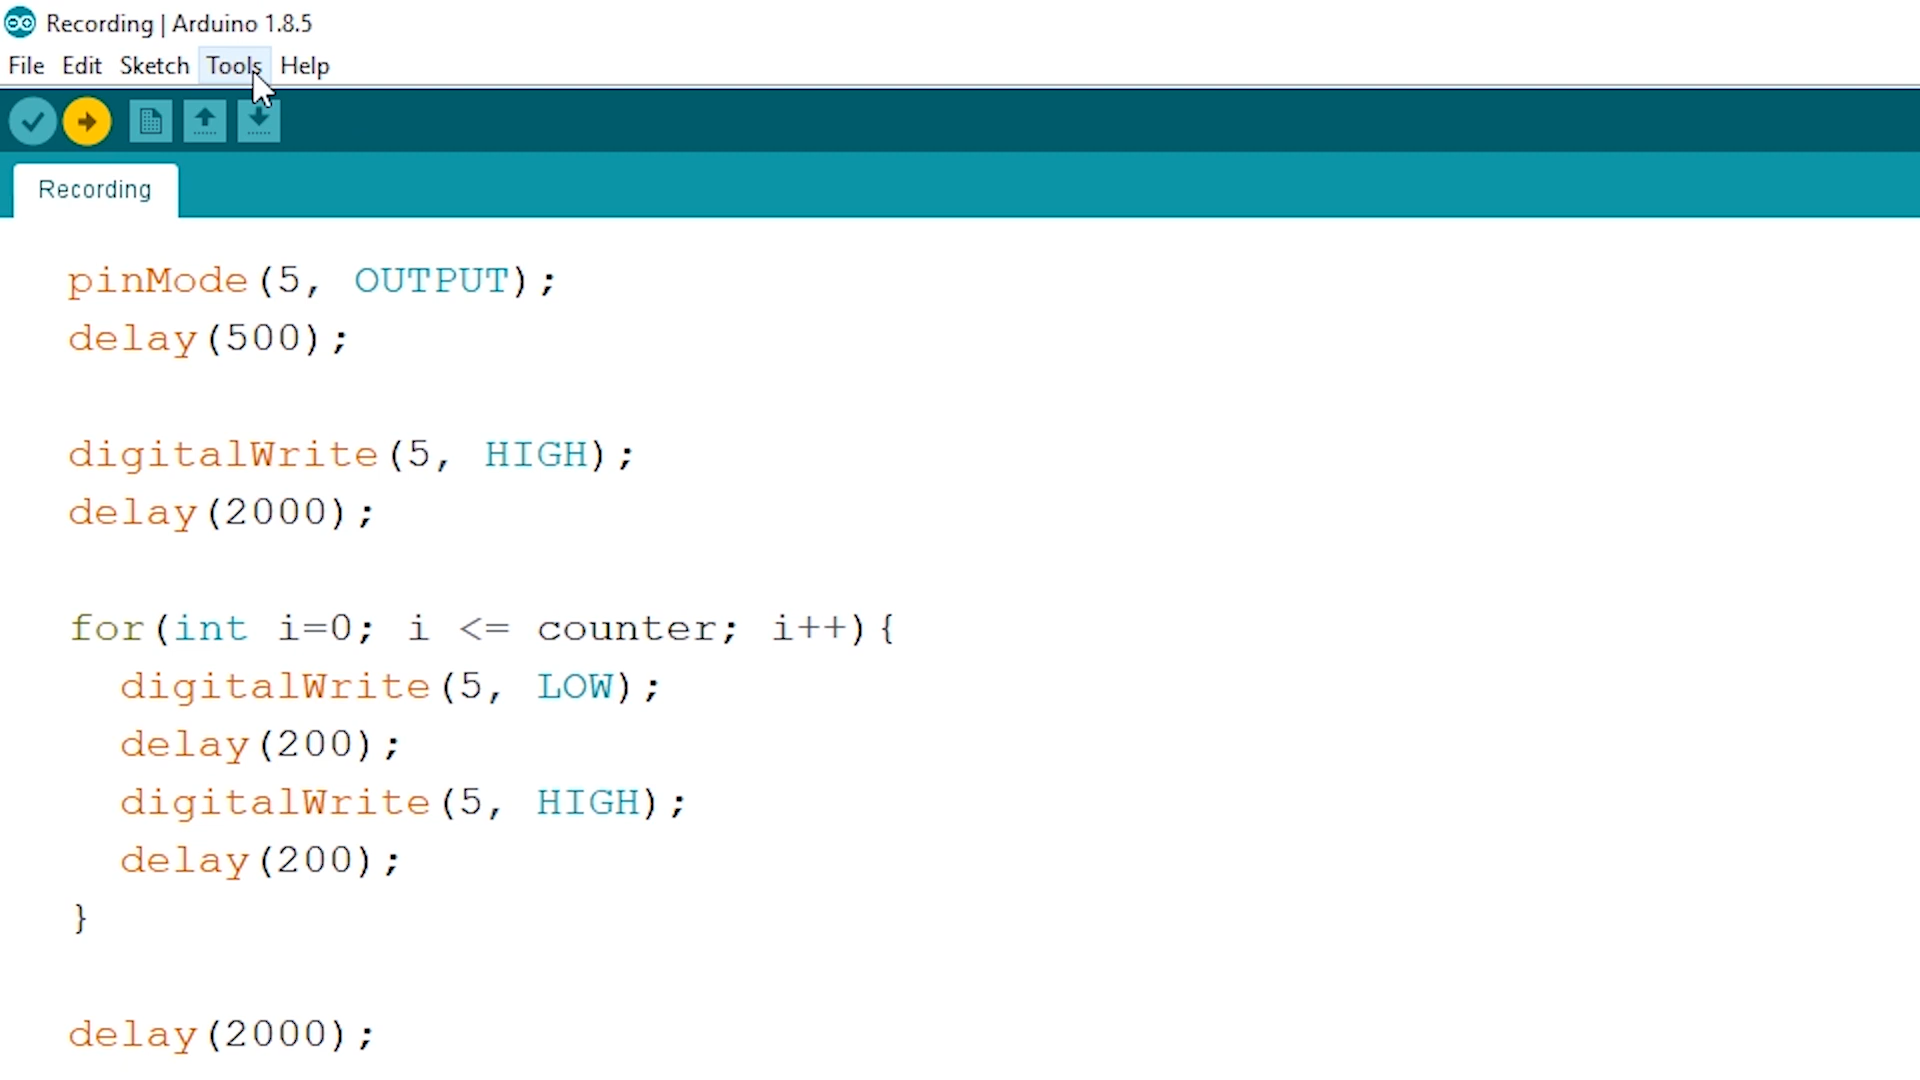 Recording | Arduino 1.8.5
File Edit Sketch Tools Help
Recording
pinMode(5, OUTPUT);
delay(500);
digitalWrite(5, HIGH);
delay(2000);
for(int i=0; i <= counter; i++){
digitalWrite(5, LOW);
delay(200);
digitalWrite(5, HIGH);
delay(200);
}
delay(2000);